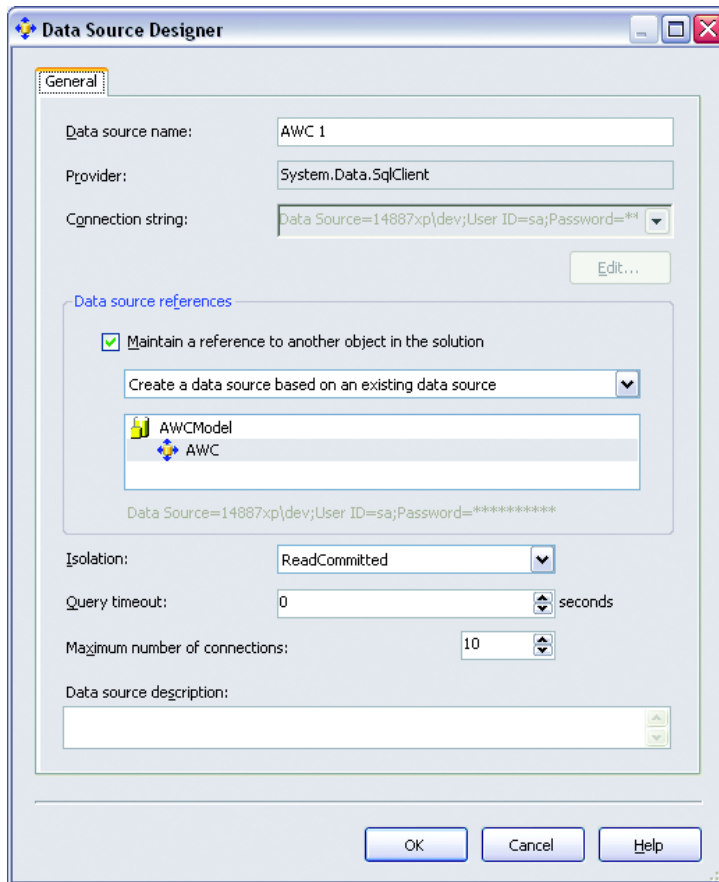 Data Source Designer
General
Data source name: AWC 1
Provider: System.Data.SqlClient
Connection string: Data Source=14887xp\dev;User ID=sa;Password=**
Edit...
Data source references
Maintain a reference to another object in the solution
Create a data source based on an existing data source
AWCModel
AWC
Data Source=14887xp\dev;User ID=sa;Password=**********
Isolation: ReadCommitted
Query timeout: 0 seconds
Maximum number of connections: 10
Data source description:
OK Cancel Help